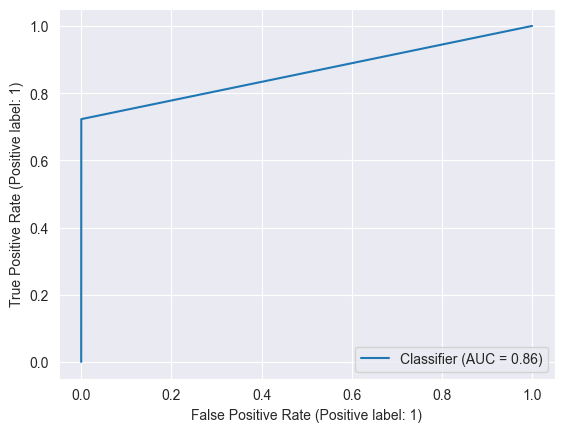 1.0
0.8
0.6
0.4
0.2
0.0
True Positive Rate (Positive label: 1)
Classifier (AUC = 0.86)
0.0 0.2 0.4 0.6 0.8 1.0
False Positive Rate (Positive label: 1)